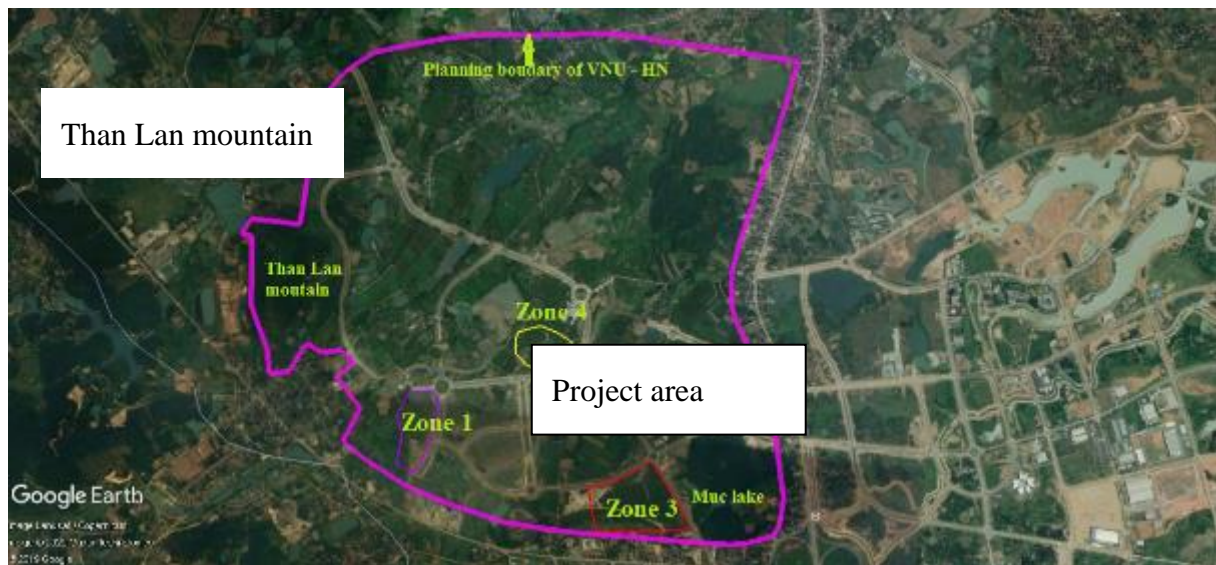 Planning boundary of VNU - HN
Than Lan mountain
Than Lan
moutain
Zone 4
Project area
Zone 1
Zone 3
Muc lake
Google Earth